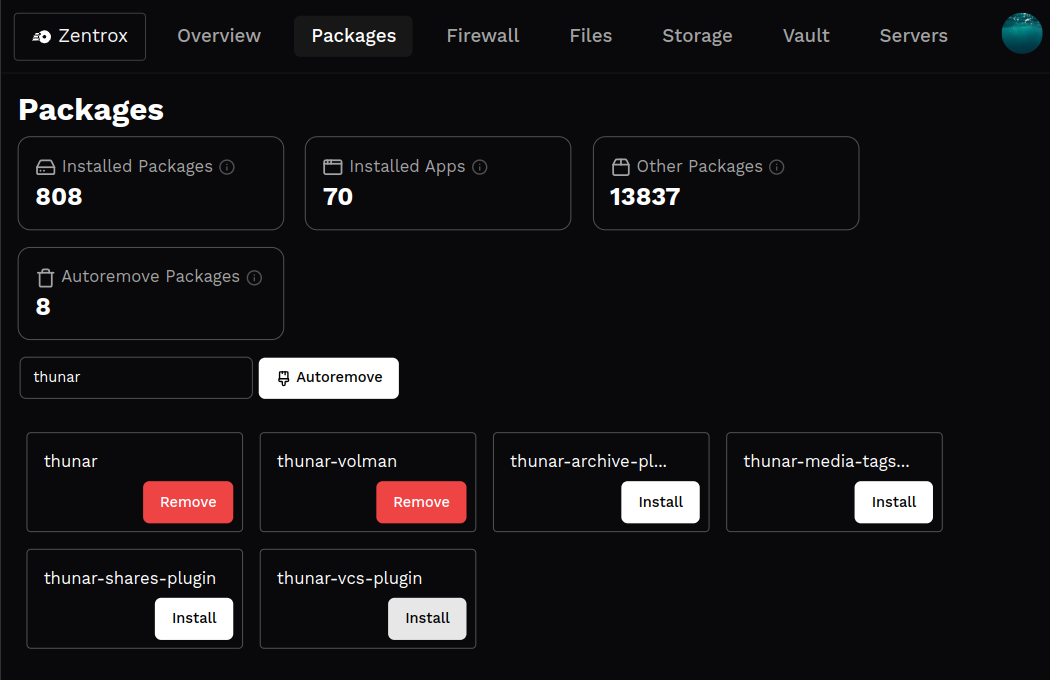 Zentrox Overview Packages Firewall Files Storage Vault Servers
Packages
Installed Packages
808
Installed Apps
70
Other Packages
13837
Autoremove Packages
8
thunar
Autoremove
thunar
Remove
thunar-volman
Remove
thunar-archive-pl...
Install
thunar-media-tags...
Install
thunar-shares-plugin
Install
thunar-vcs-plugin
Install